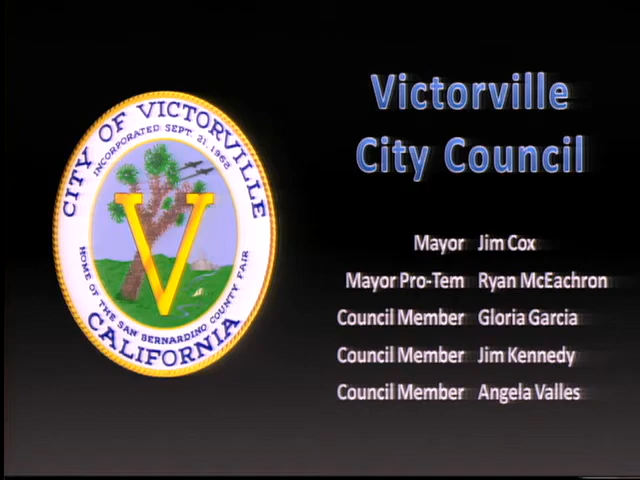 CITY OF VICTORVILLE
INCORPORATED SEPT. 21, 1962
V
HOME OF THE SAN BERNARDINO COUNTY FAIR
CALIFORNIA
Victorville
City Council
Mayor Jim Cox
Mayor Pro-Tem Ryan McEachron
Council Member Gloria Garcia
Council Member Jim Kennedy
Council Member Angela Valles